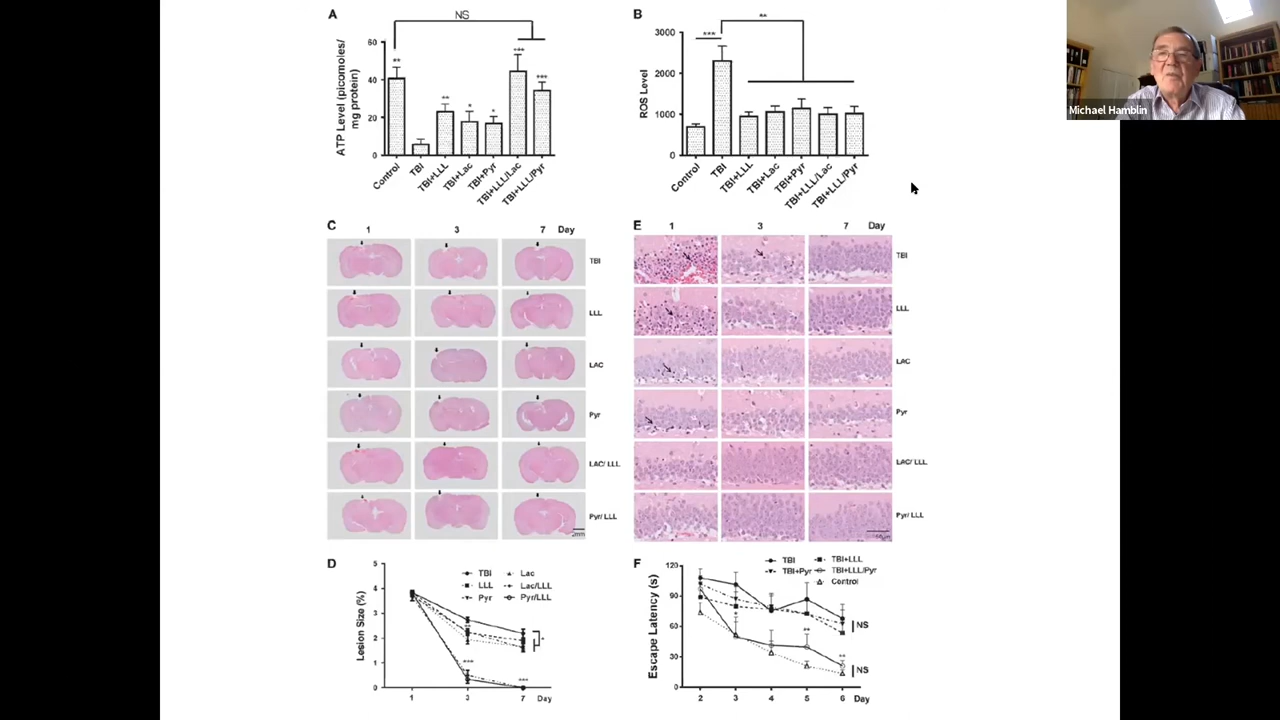 A
NS
ATP Level (picomoles/
mg protein)
60
40
20
0
**
**
*
*
***
***
Control
TBI
TBI+LLL
TBI+Lac
TBI+Pyr
TBI+LLL/Lac
TBI+LLL/Pyr
B
**
***
ROS Level
3000
2000
1000
0
Control
TBI
TBI+LLL
TBI+Lac
TBI+Pyr
TBI+LLL/Lac
TBI+LLL/Pyr
Michael Hamblin
C
1 3 7 Day
TBI
LLL
LAC
Pyr
LAC/ LLL
Pyr/ LLL
E
1 3 7 Day
TBI
LLL
LAC
Pyr
LAC/ LLL
Pyr/ LLL
D
Lesion Size (%)
5
4
3
2
1
0
TBI Lac
LLL Lac/LLL
Pyr Pyr/LLL
**
*
***
***
1 3 7 Day
F
Escape Latency (s)
120
90
60
30
0
TBI TBI+LLL
TBI+Pyr TBI+LLL/Pyr
Control
*
**
**
NS
NS
2 3 4 5 6 Day